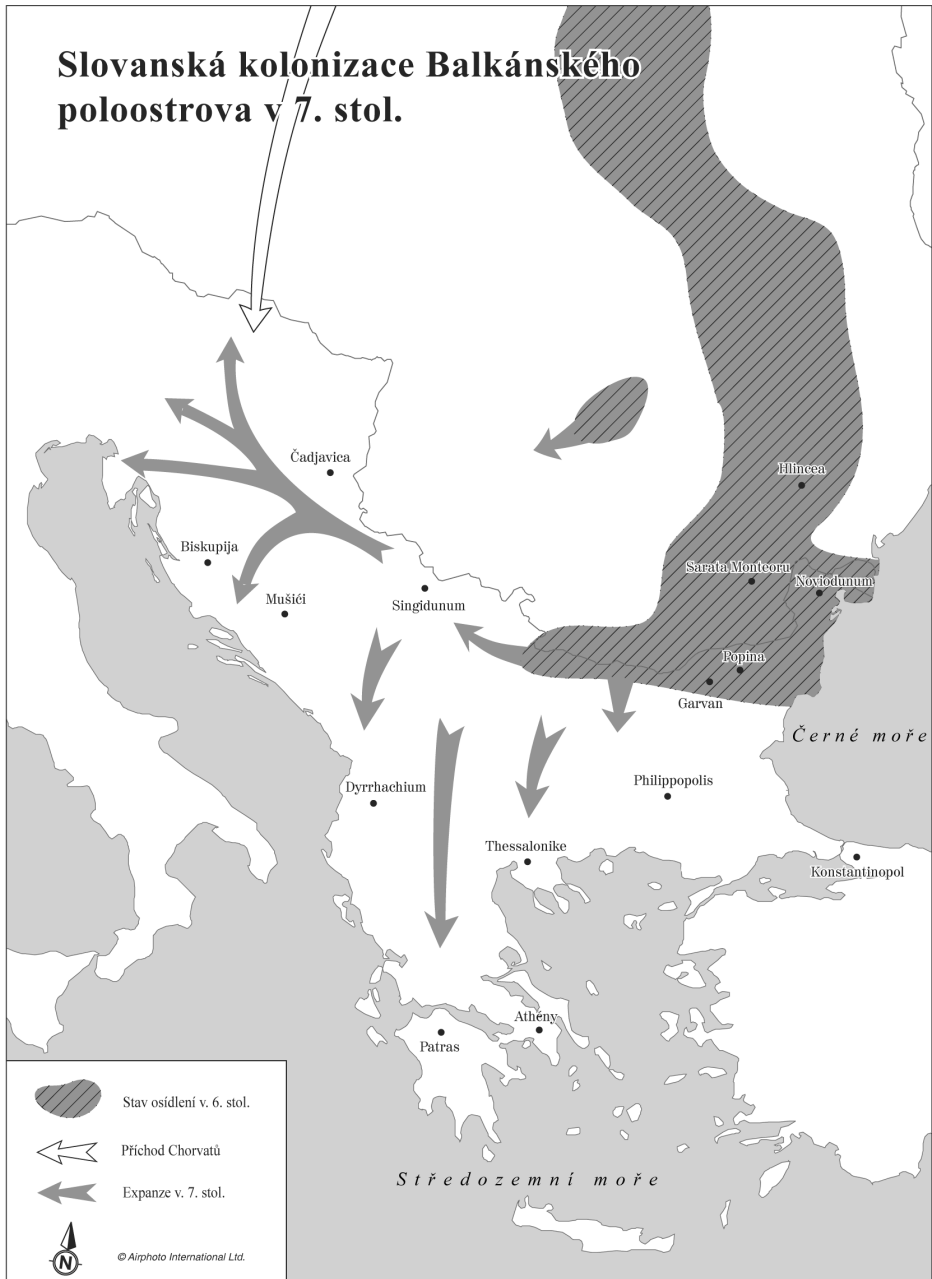 Slovanská kolonizace Balkánského
poloostrova v 7. stol.
Čadjavica
Hlincea
Biskupija
Sarata Monteoru
Noviodunum
Mušići
Singidunum
Popina
Garvan
Černé moře
Dyrrhachium
Philippopolis
Thessalonike
Konstantinopol
Athény
Patras
Stav osídlení v. 6. stol.
Příchod Chorvatů
Expanze v. 7. stol.
Středozemní moře
N
© Airphoto International Ltd.